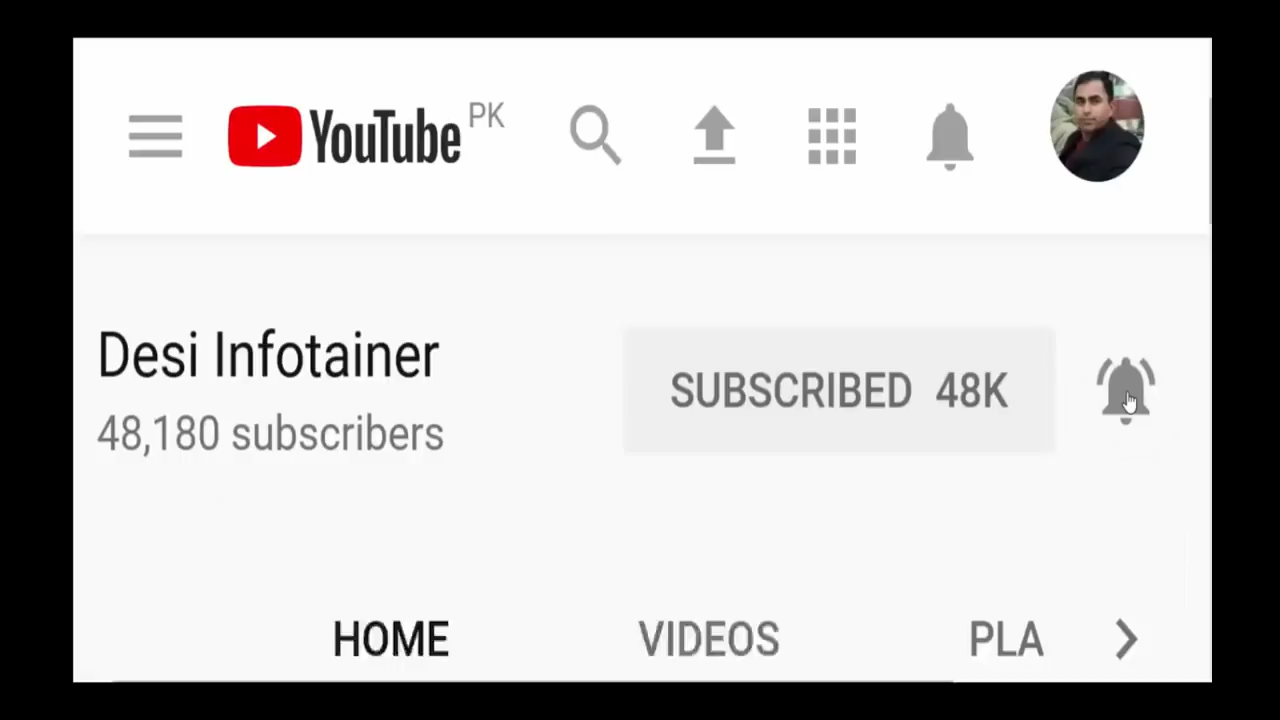 YouTube PK
Desi Infotainer
SUBSCRIBED 48K
48,180 subscribers
HOME VIDEOS PLA